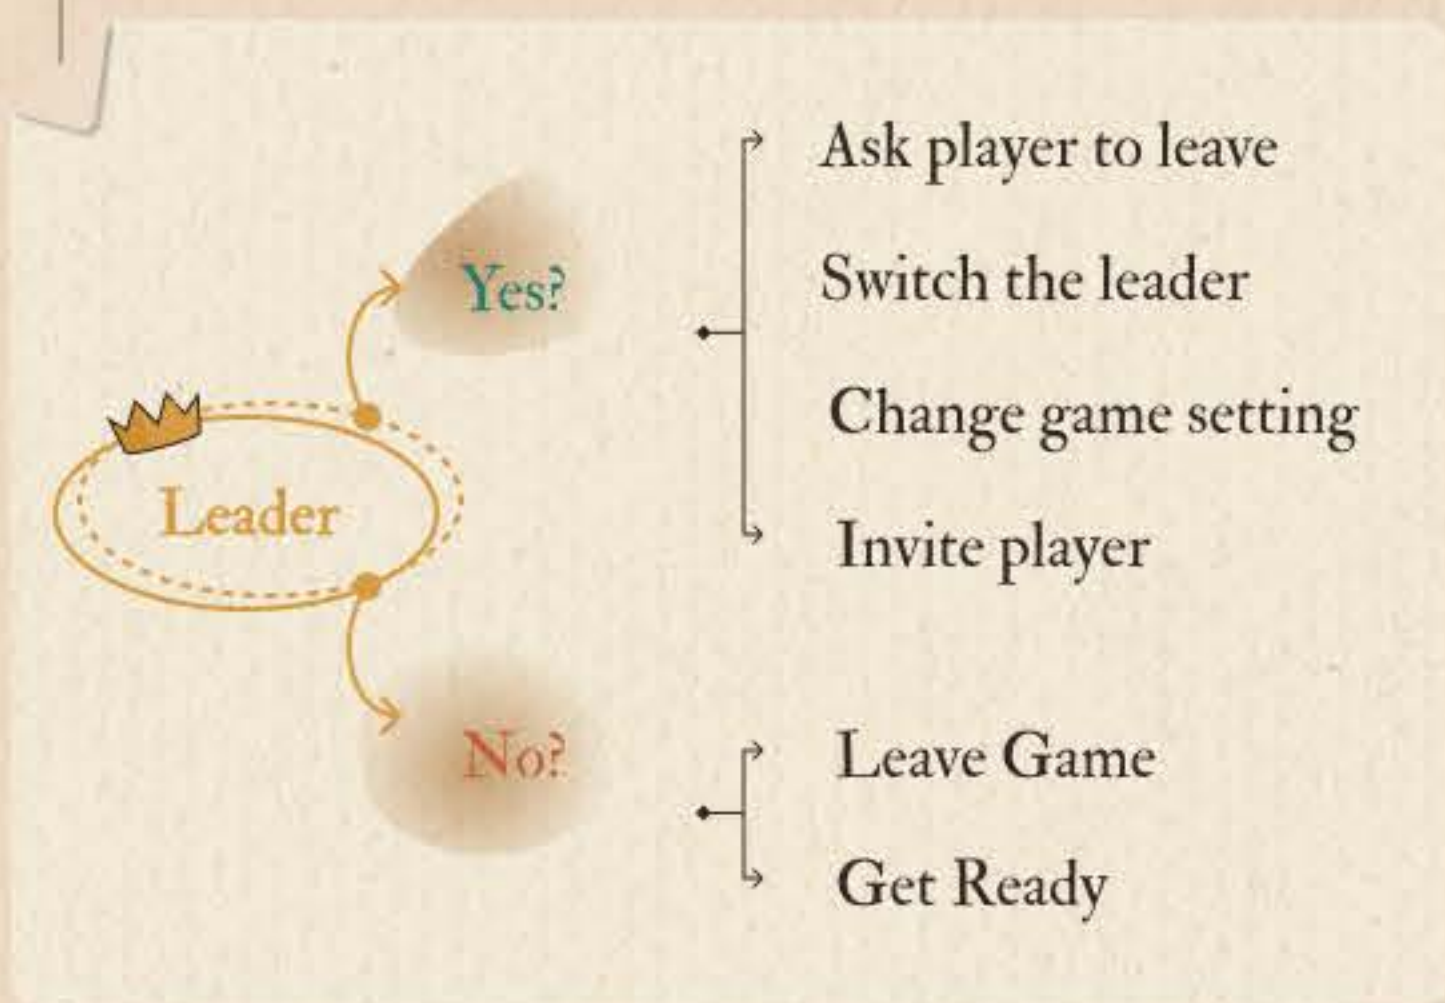 Leader
Yes?
Ask player to leave
Switch the leader
Change game setting
Invite player
No?
Leave Game
Get Ready